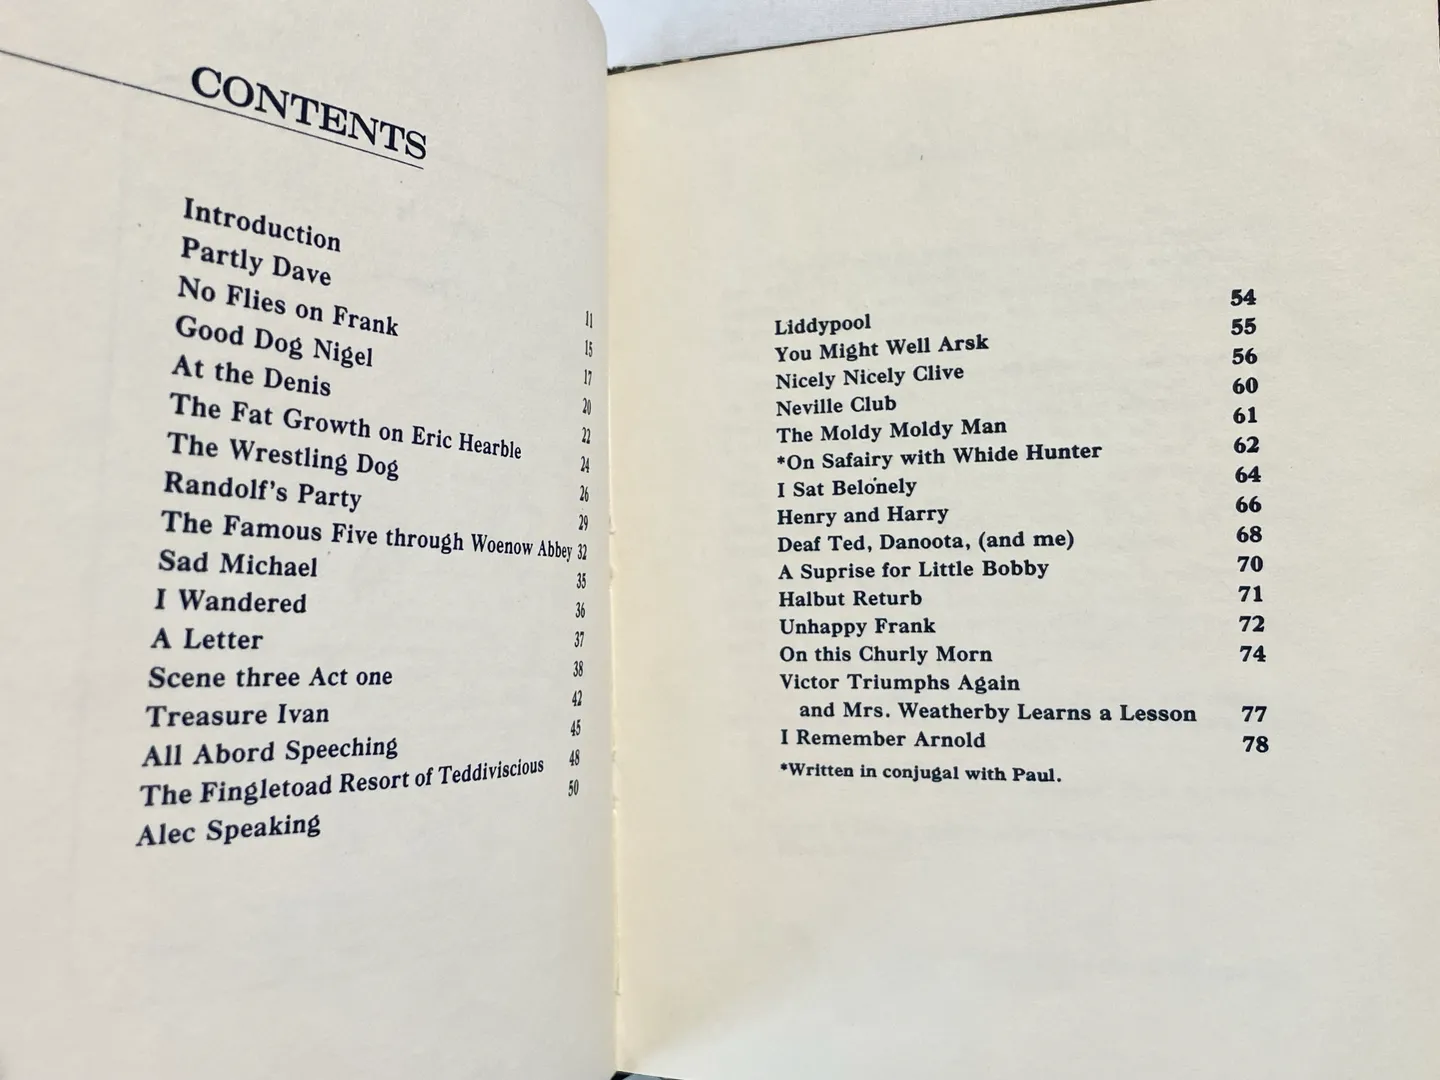 CONTENTS
Introduction 11
Partly Dave 15
No Flies on Frank 17
Good Dog Nigel 20
At the Denis 22
The Fat Growth on Eric Hearble 24
The Wrestling Dog 26
Randolf's Party 29
The Famous Five through Woenow Abbey 32
Sad Michael 35
I Wandered 36
A Letter 37
Scene three Act one 38
Treasure Ivan 42
All Abord Speeching 45
The Fingletoad Resort of Teddiviscious 48
Alec Speaking 50
Liddypool 54
You Might Well Arsk 55
Nicely Nicely Clive 56
Neville Club 60
The Moldy Moldy Man 61
*On Safairy with Whide Hunter 62
I Sat Belonely 64
Henry and Harry 66
Deaf Ted, Danoota, (and me) 68
A Suprise for Little Bobby 70
Halbut Returb 71
Unhappy Frank 72
On this Churly Morn 74
Victor Triumphs Again
and Mrs. Weatherby Learns a Lesson 77
I Remember Arnold 78
*Written in conjugal with Paul.